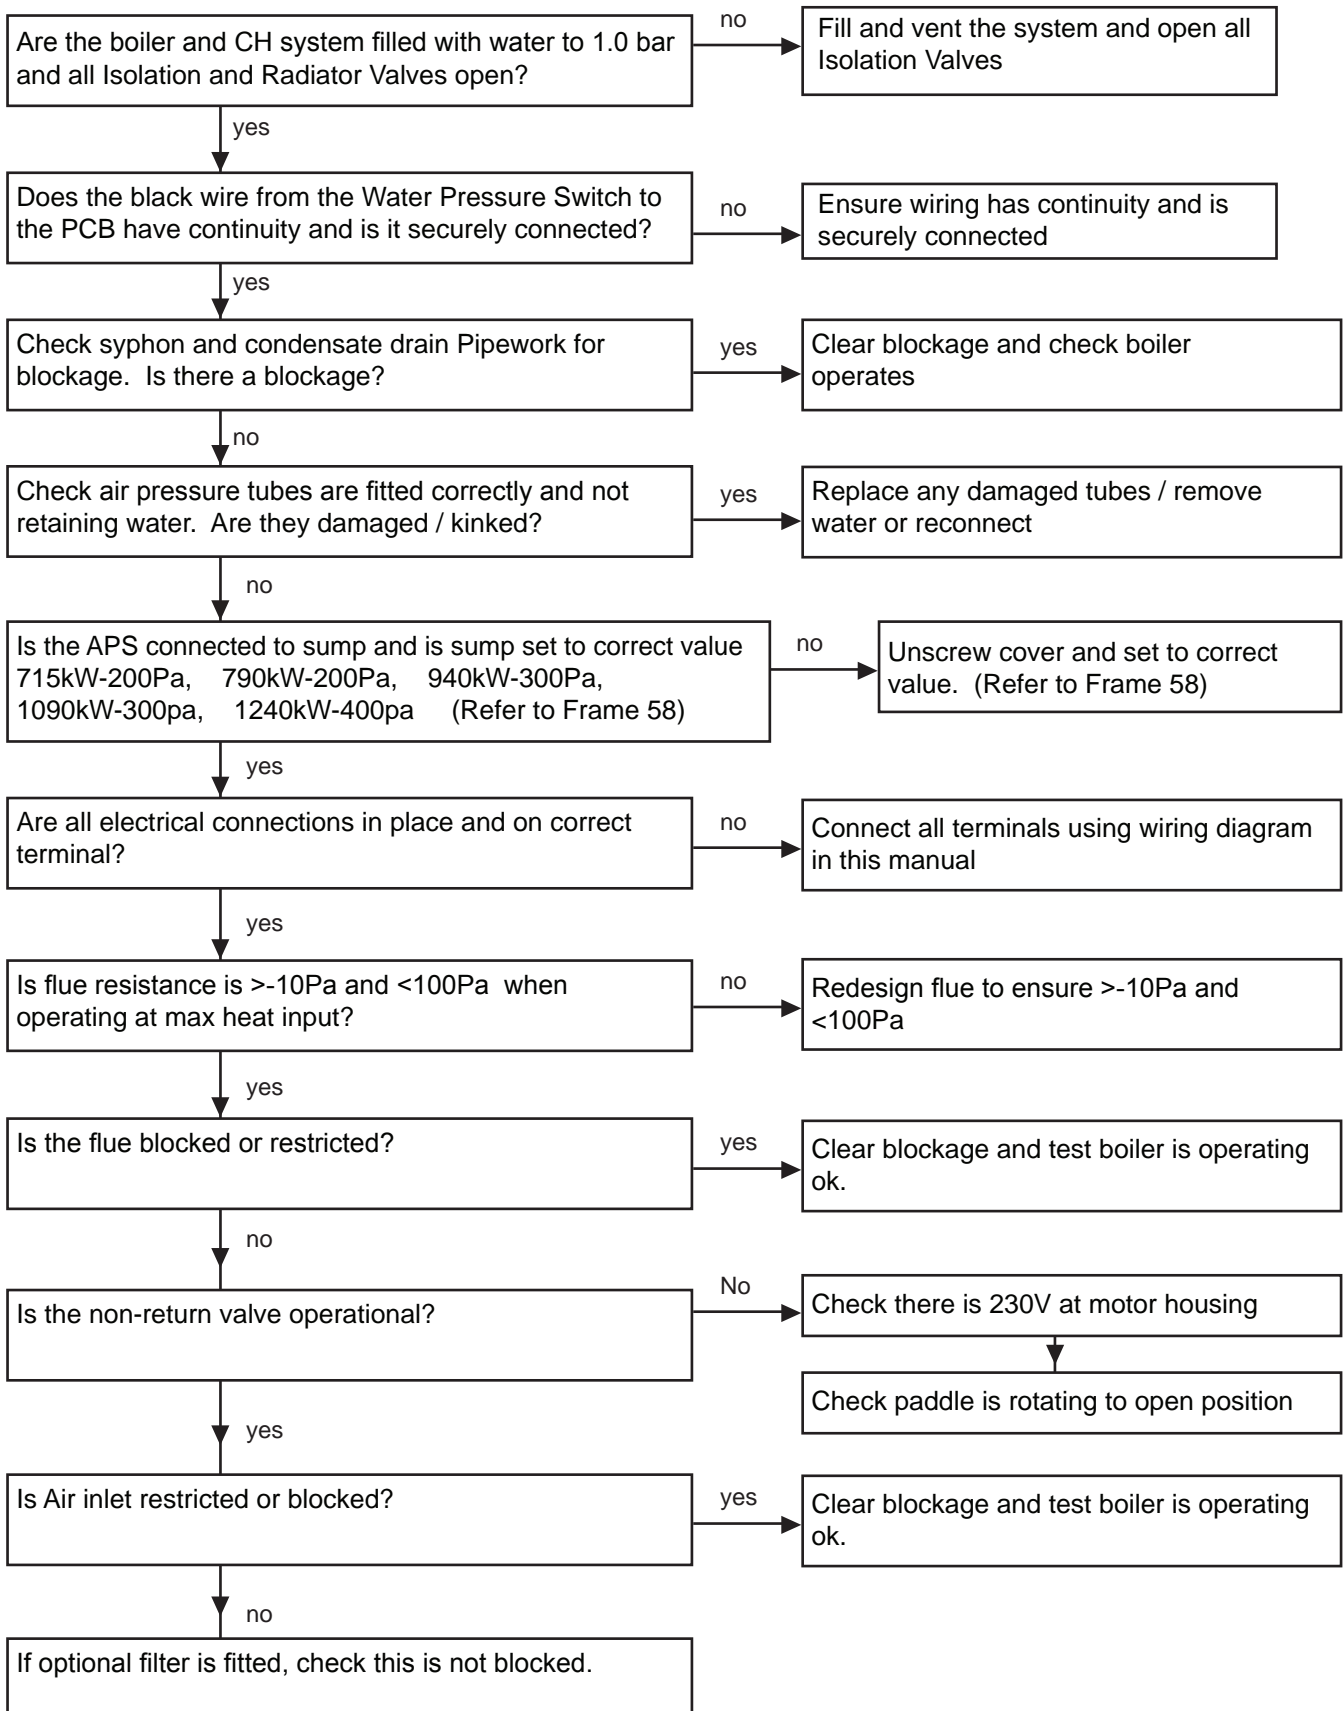 Are the boiler and CH system filled with water to 1.0 bar
and all Isolation and Radiator Valves open?
no
Fill and vent the system and open all
Isolation Valves
yes
Does the black wire from the Water Pressure Switch to
the PCB have continuity and is it securely connected?
no
Ensure wiring has continuity and is
securely connected
yes
Check syphon and condensate drain Pipework for
blockage.  Is there a blockage?
yes
Clear blockage and check boiler
operates
no
Check air pressure tubes are fitted correctly and not
retaining water.  Are they damaged / kinked?
yes
Replace any damaged tubes / remove
water or reconnect
no
Is the APS connected to sump and is sump set to correct value
715kW-200Pa,    790kW-200Pa,    940kW-300Pa,
1090kW-300pa,    1240kW-400pa    (Refer to Frame 58)
no
Unscrew cover and set to correct
value.  (Refer to Frame 58)
yes
Are all electrical connections in place and on correct
terminal?
no
Connect all terminals using wiring diagram
in this manual
yes
Is flue resistance is >-10Pa and <100Pa  when
operating at max heat input?
no
Redesign flue to ensure >-10Pa and
<100Pa
yes
Is the flue blocked or restricted?
yes
Clear blockage and test boiler is operating
ok.
no
Is the non-return valve operational?
No
Check there is 230V at motor housing
Check paddle is rotating to open position
yes
Is Air inlet restricted or blocked?
yes
Clear blockage and test boiler is operating
ok.
no
If optional filter is fitted, check this is not blocked.